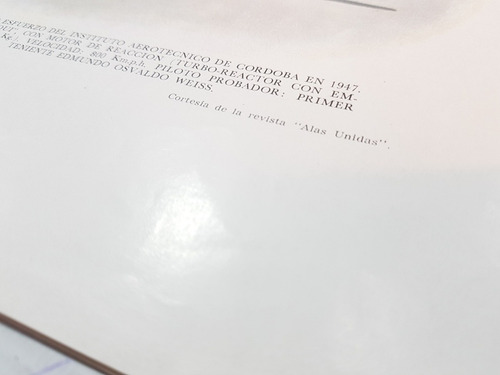 ESFUERZO DEL INSTITUTO AEROTECNICO DE CORDOBA EN 1947.
CON MOTOR DE REACCION (TURBO-REACTOR CON EM-
Kg.). VELOCIDAD: 800 Km.p.h. PILOTO PROBADOR: PRIMER
TENIENTE EDMUNDO OSVALDO WEISS.
Cortesía de la revista "Alas Unidas".